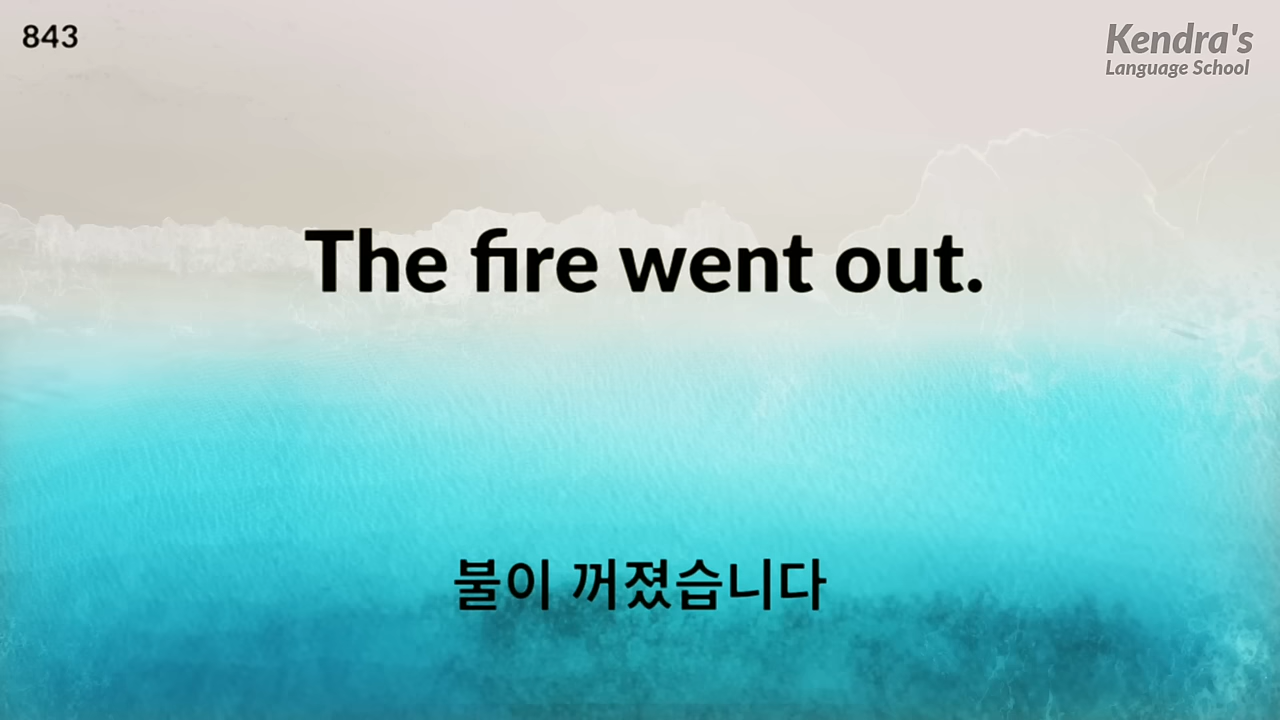 843
Kendra's
Language School
The fire went out.
불이 꺼졌습니다